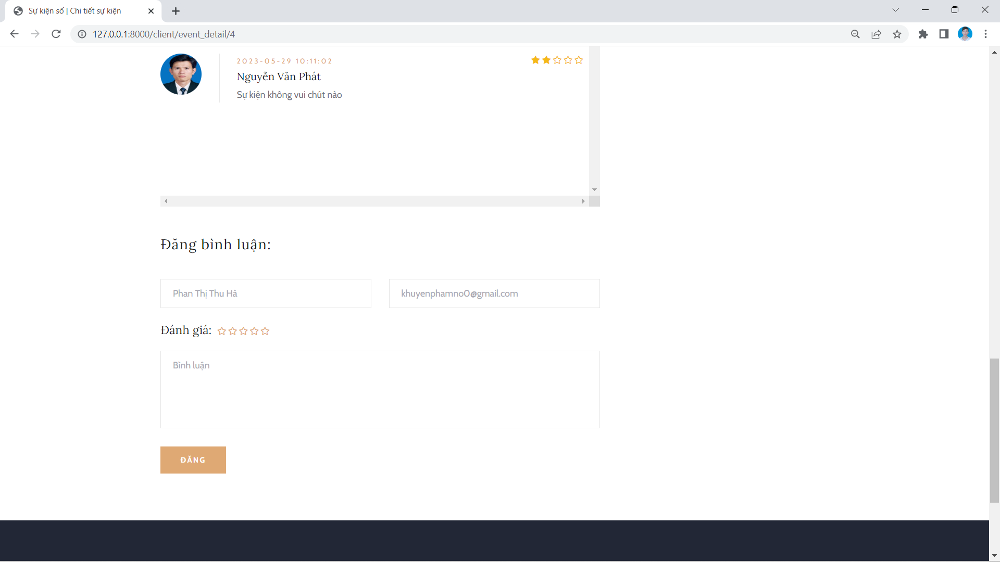 Sự kiện số | Chi tiết sự kiện
127.0.0.1:8000/client/event_detail/4
2023-05-29 10:11:02
Nguyễn Văn Phát
Sự kiện không vui chút nào
Đăng bình luận:
Phan Thị Thu Hà
khuyenphamno0@gmail.com
Đánh giá:
Bình luận
ĐĂNG